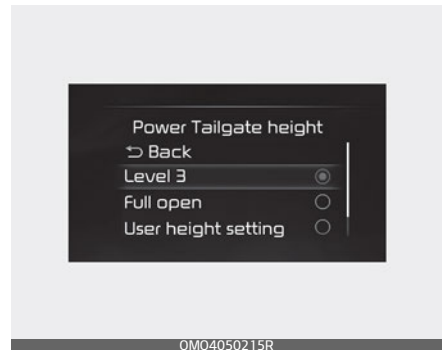 Power Tailgate height
Back
Level 3
Full open
User height setting
OMO4050215R